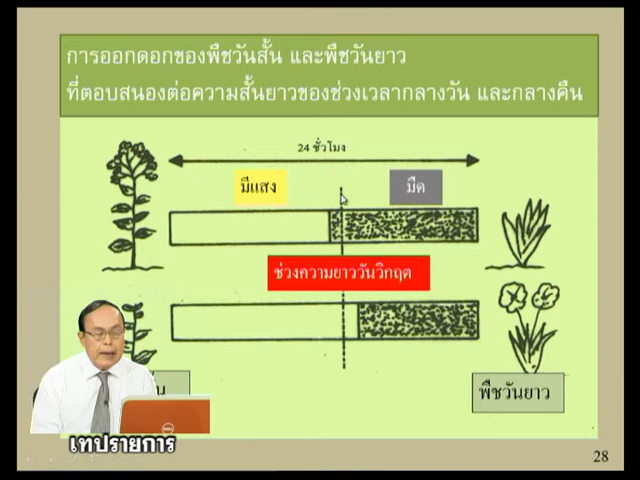 การออกดอกของพืชวันสั้น และพืชวันยาว
ที่ตอบสนองต่อความสั้นยาวของช่วงเวลากลางวัน และกลางคืน
24 ชั่วโมง
มีแสง
มืด
ช่วงความยาววันวิกฤต
พืชวันยาว
เทปรายการ
28